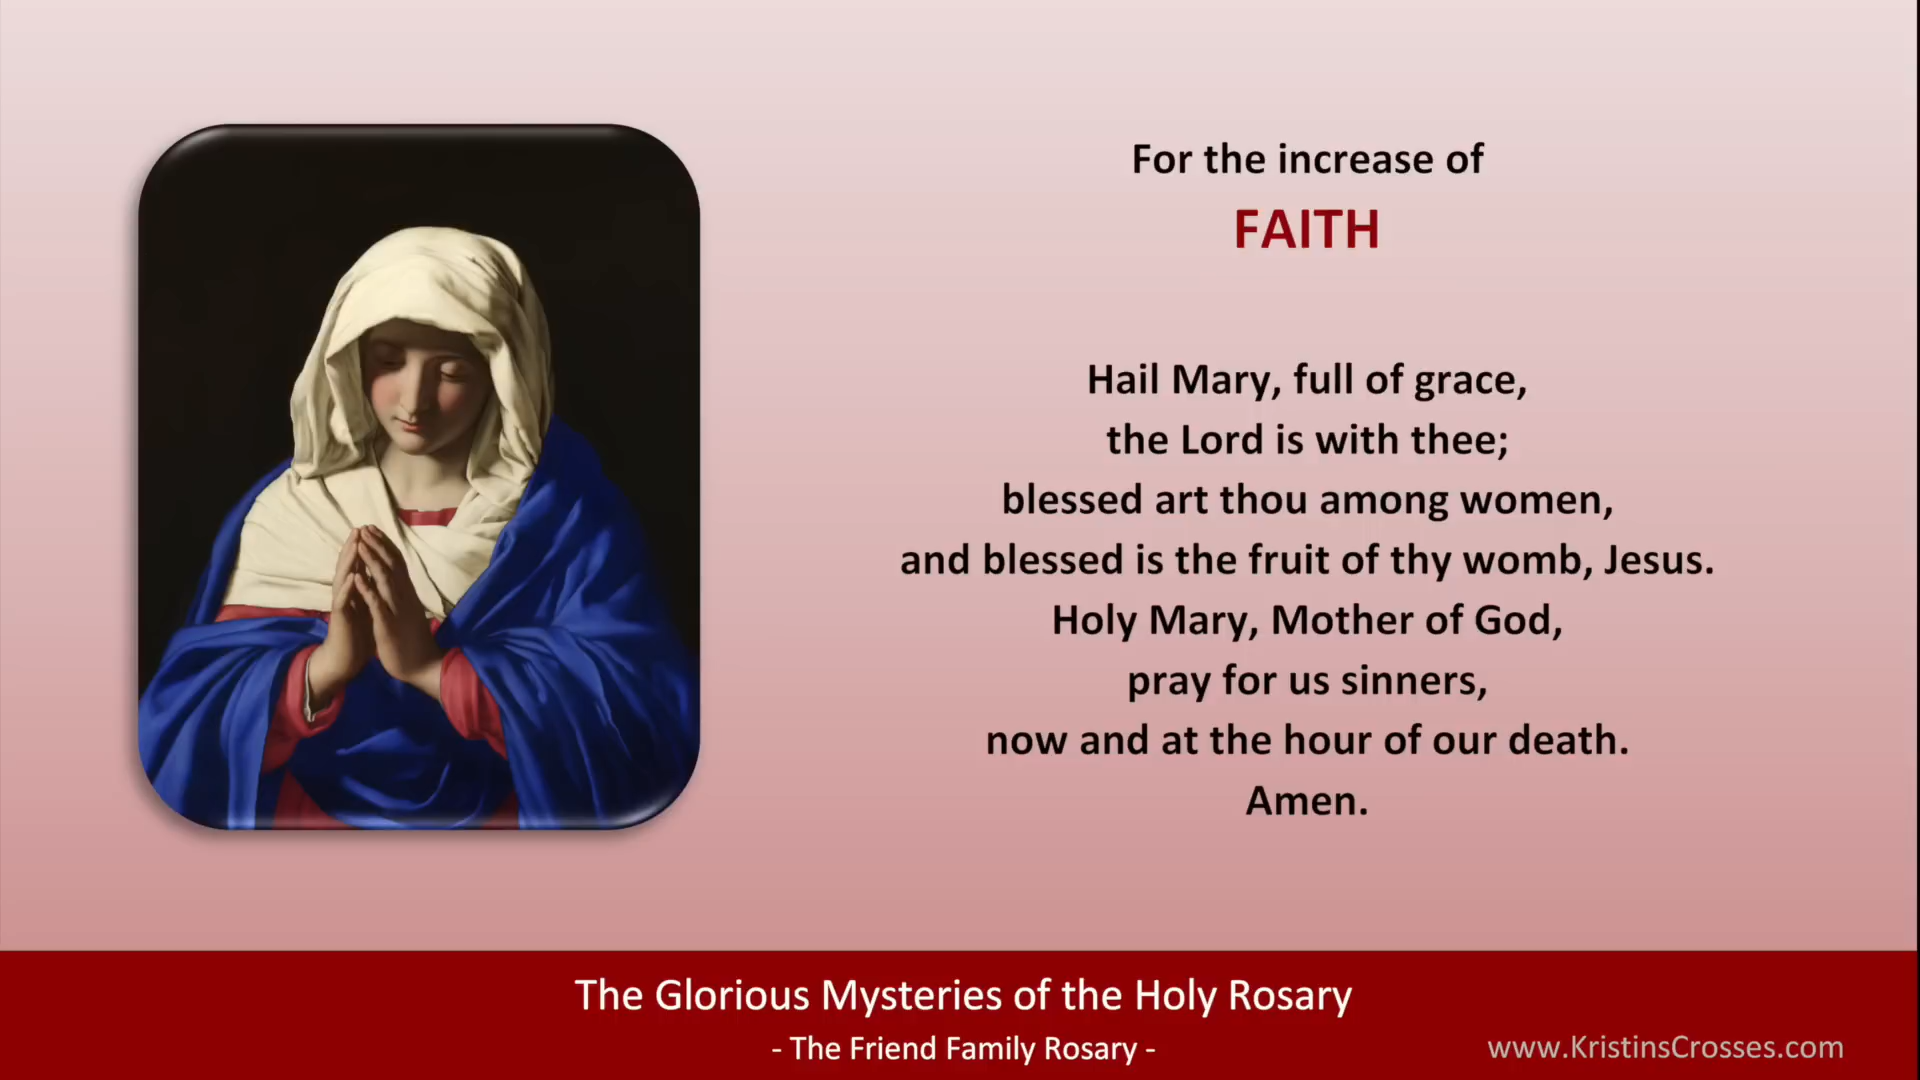 For the increase of
FAITH
Hail Mary, full of grace,
the Lord is with thee;
blessed art thou among women,
and blessed is the fruit of thy womb, Jesus.
Holy Mary, Mother of God,
pray for us sinners,
now and at the hour of our death.
Amen.
The Glorious Mysteries of the Holy Rosary
- The Friend Family Rosary -
www.KristinsCrosses.com